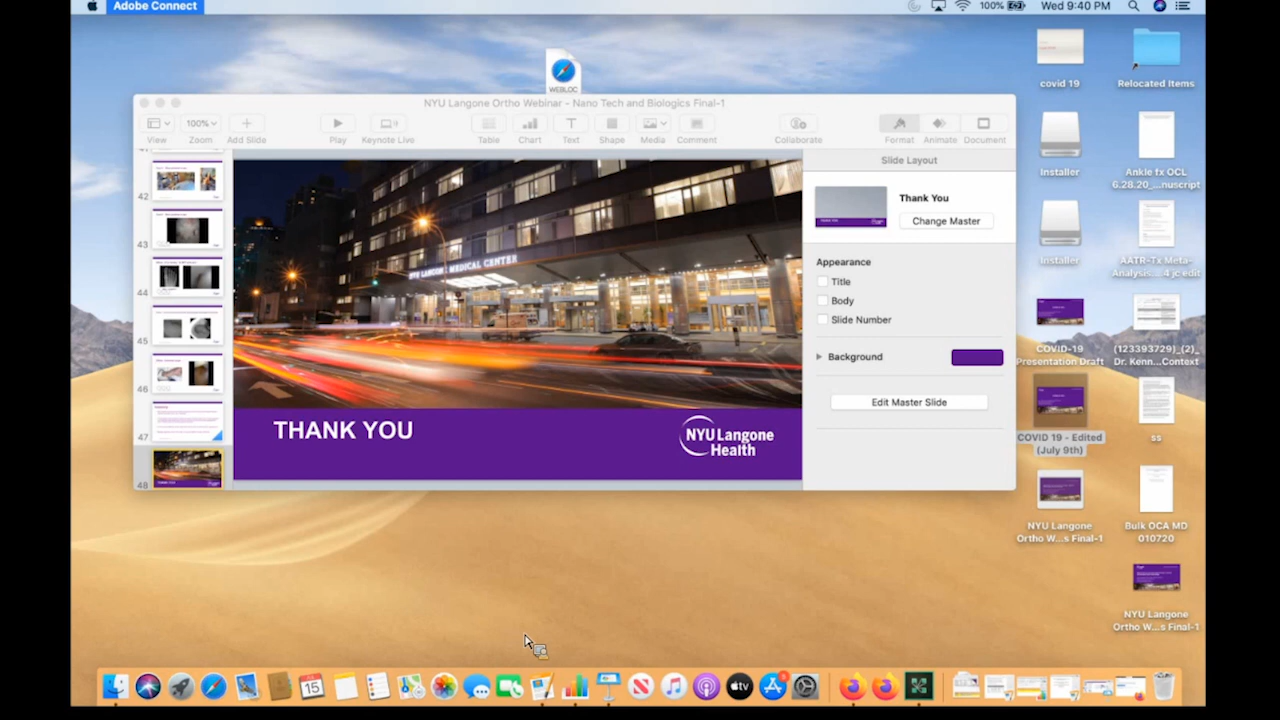 Adobe Connect
100%
Wed 9:40 PM
WEBLOC
NYU Langone Ortho Webinar - Nano Tech and Biologics Final-1
100%
View
Zoom
Add Slide
Play
Keynote Live
Table
Chart
Text
Shape
Media
Comment
Collaborate
Format
Animate
Document
42
43
44
45
46
47
48
NYU LANGONE MEDICAL CENTER
THANK YOU
NYU Langone
Health
Slide Layout
Thank You
Change Master
Appearance
Title
Body
Slide Number
Background
Edit Master Slide
covid 19
Relocated Items
Installer
Ankle fx OCL
6.28.20_...nuscript
Installer
AATR-Tx Meta-
Analysis....4 jc edit
COVID-19
Presentation Draft
(123393729)_(2)_
Dr. Kenn...Context
COVID 19 - Edited
(July 9th)
ss
NYU Langone
Ortho W...s Final-1
Bulk OCA MD
010720
NYU Langone
Ortho W...s Final-1
15
tv